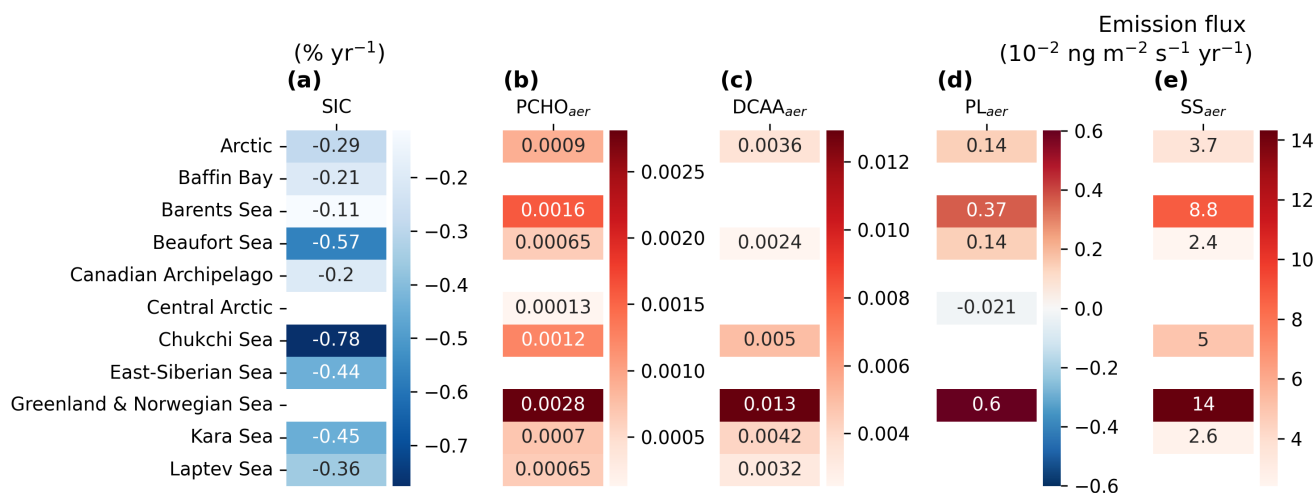 Emission flux
(% yr⁻¹) (10⁻² ng m⁻² s⁻¹ yr⁻¹)
(a) (b) (c) (d) (e)
SIC PCHOₐₑᵣ DCAAₐₑᵣ PLₐₑᵣ SSₐₑᵣ
Arctic -0.29 0.0009 0.0036 0.14 3.7
Baffin Bay -0.21
Barents Sea -0.11 0.0016 0.37 8.8
Beaufort Sea -0.57 0.00065 0.0024 0.14 2.4
Canadian Archipelago -0.2
Central Arctic 0.00013 -0.021
Chukchi Sea -0.78 0.0012 0.005 5
East-Siberian Sea -0.44
Greenland & Norwegian Sea 0.0028 0.013 0.6 14
Kara Sea -0.45 0.0007 0.0042 2.6
Laptev Sea -0.36 0.00065 0.0032
−0.2
−0.3
−0.4
−0.5
−0.6
−0.7
0.0025
0.0020
0.0015
0.0010
0.0005
0.012
0.010
0.008
0.006
0.004
0.6
0.4
0.2
0.0
−0.2
−0.4
−0.6
14
12
10
8
6
4